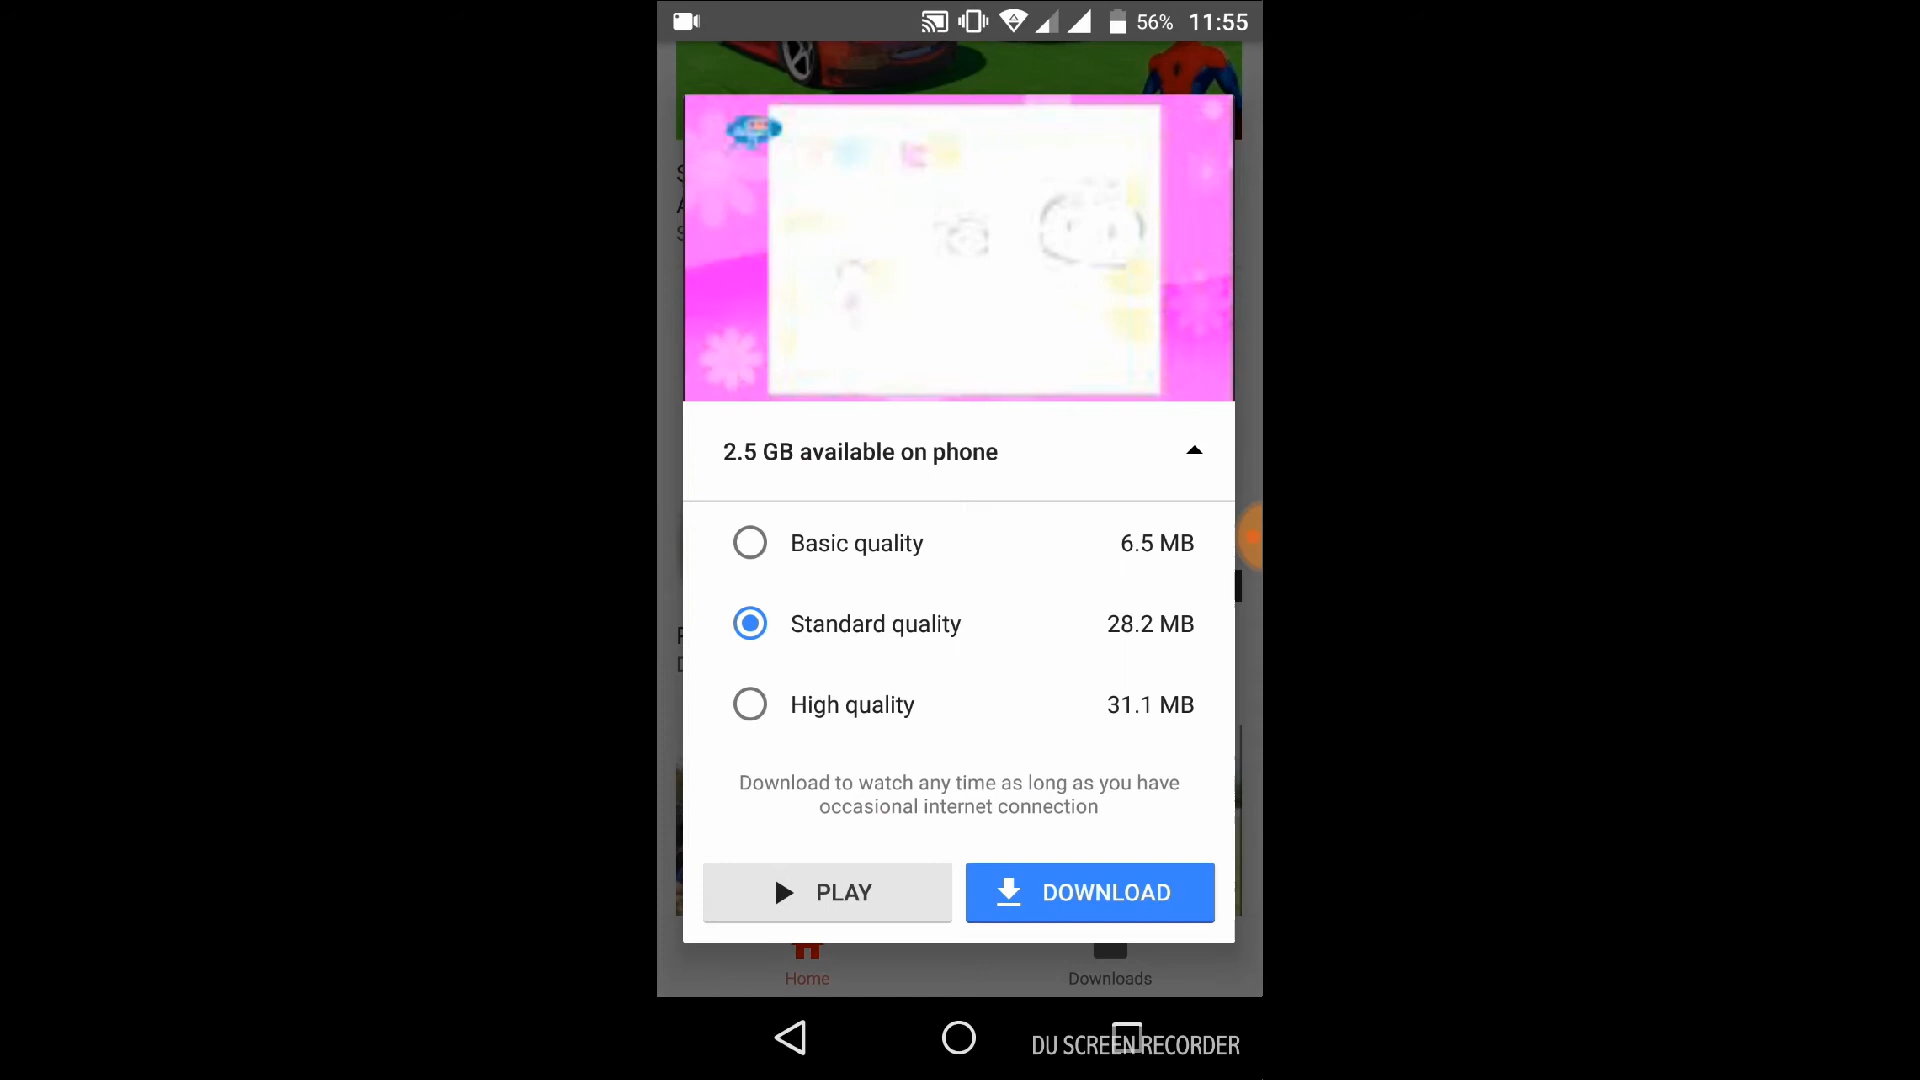 56% 11:55
2.5 GB available on phone
Basic quality 6.5 MB
Standard quality 28.2 MB
High quality 31.1 MB
Download to watch any time as long as you have
occasional internet connection
PLAY DOWNLOAD
Home Downloads
DU SCREEN RECORDER